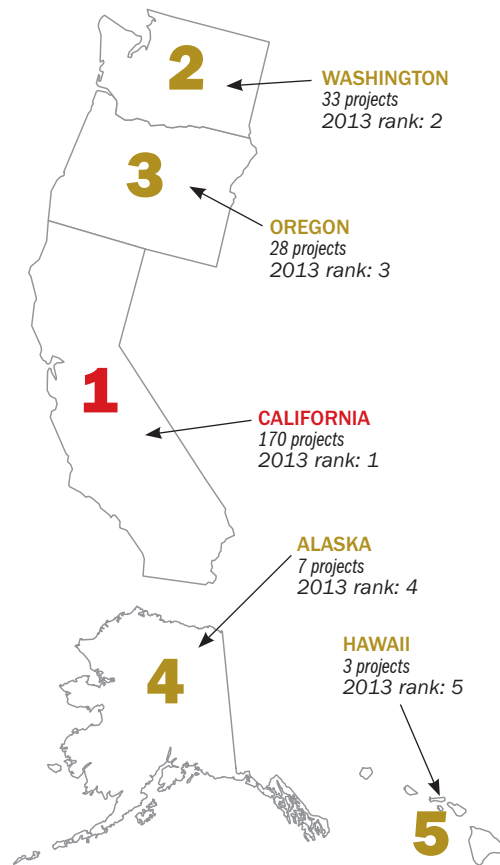 2
WASHINGTON
33 projects
2013 rank: 2
3
OREGON
28 projects
2013 rank: 3
1
CALIFORNIA
170 projects
2013 rank: 1
ALASKA
7 projects
2013 rank: 4
4
HAWAII
3 projects
2013 rank: 5
5